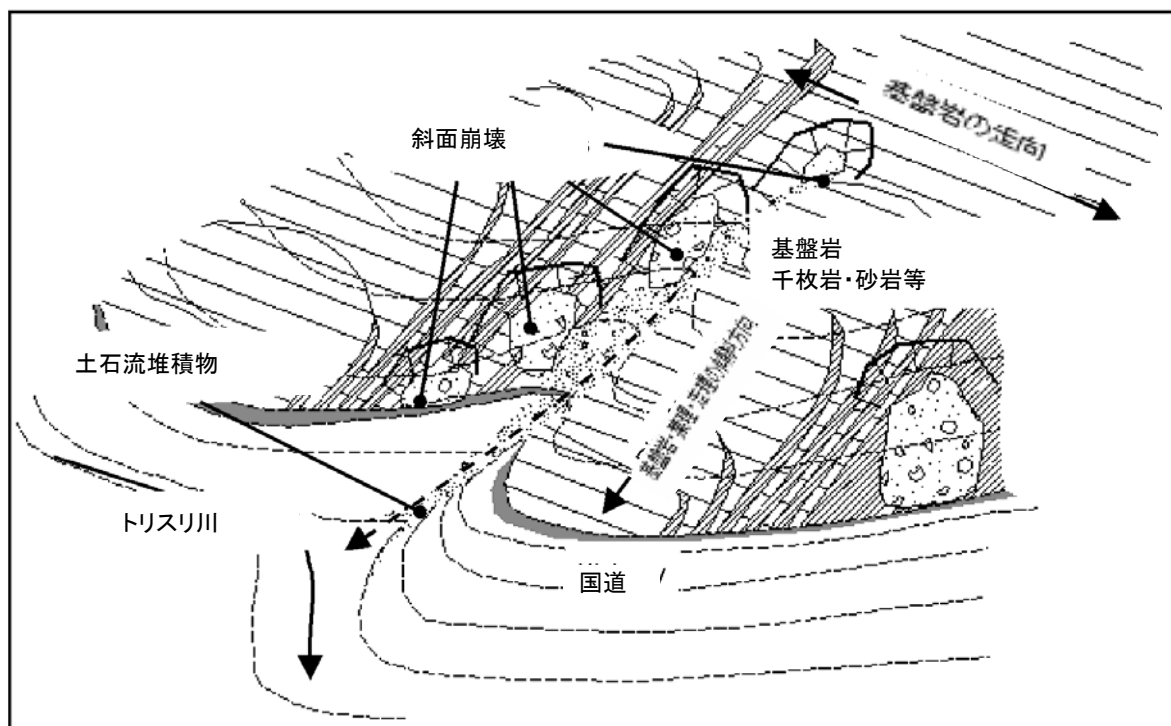 基盤岩の走向
斜面崩壊
基盤岩
千枚岩・砂岩等
土石流堆積物
トリスリ川
国道